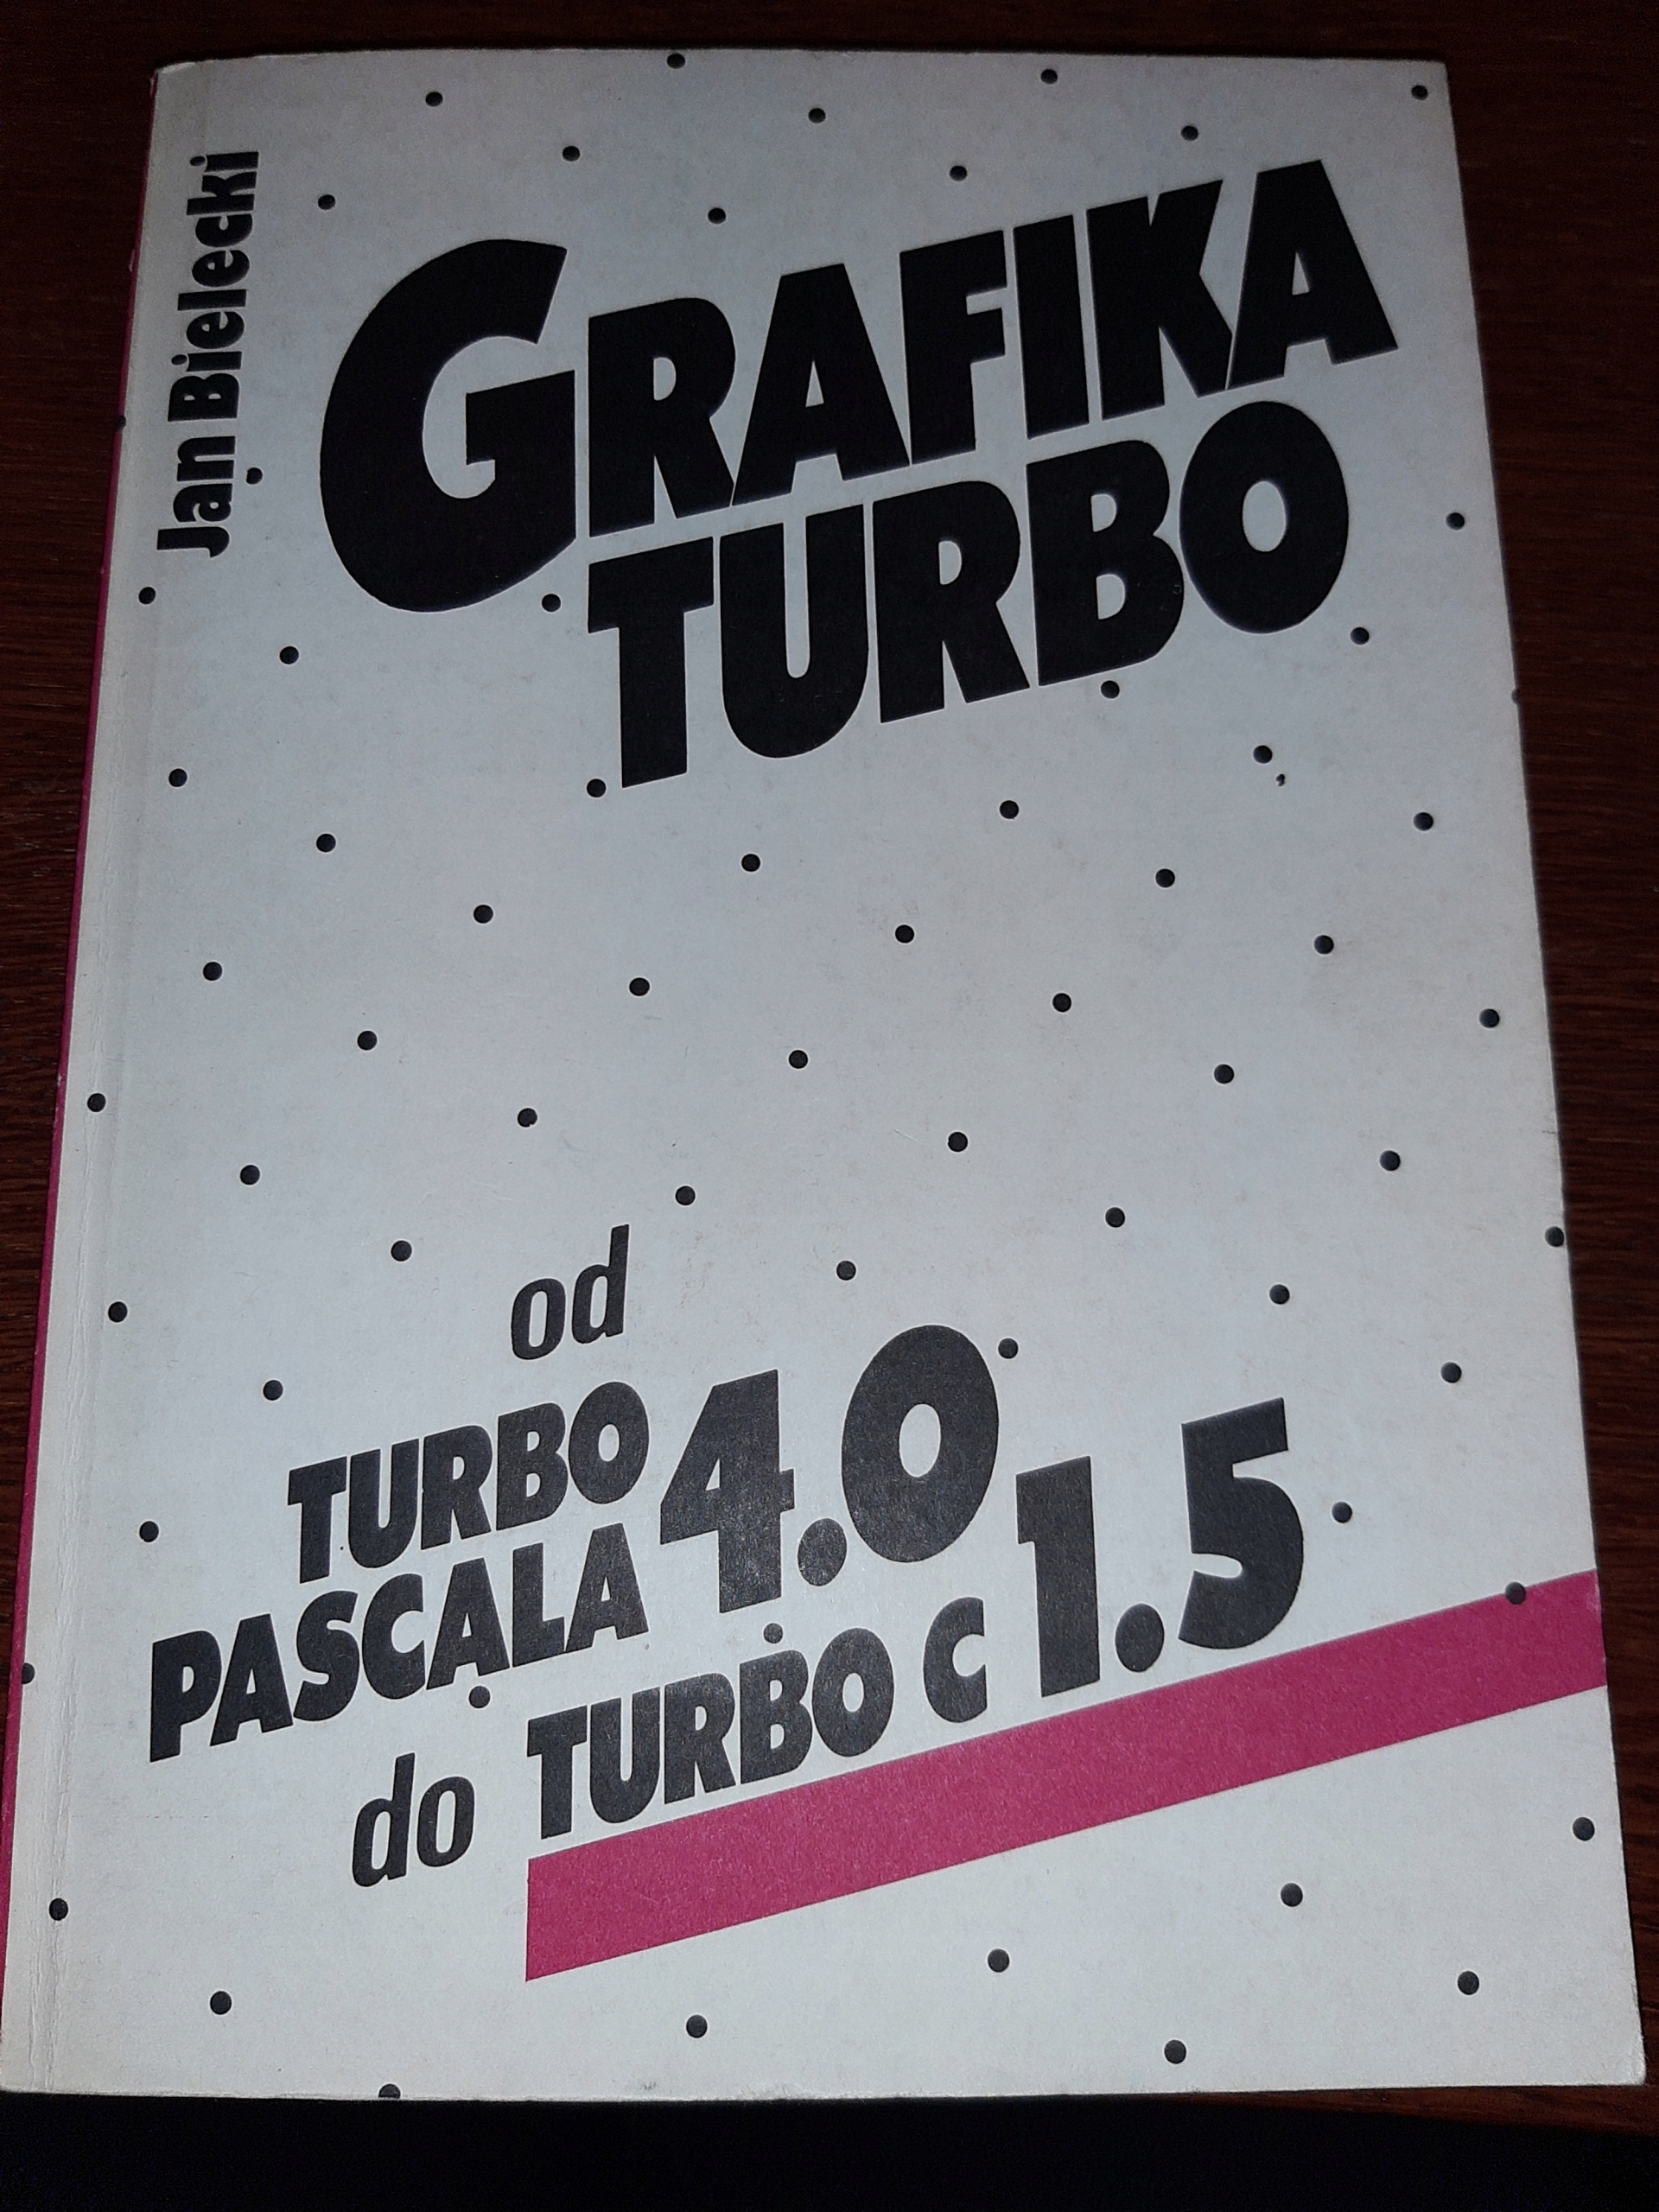 Jan Bielecki
GRAFIKA
TURBO
od
TURBO
PASCALA 4.0
do TURBO C 1.5